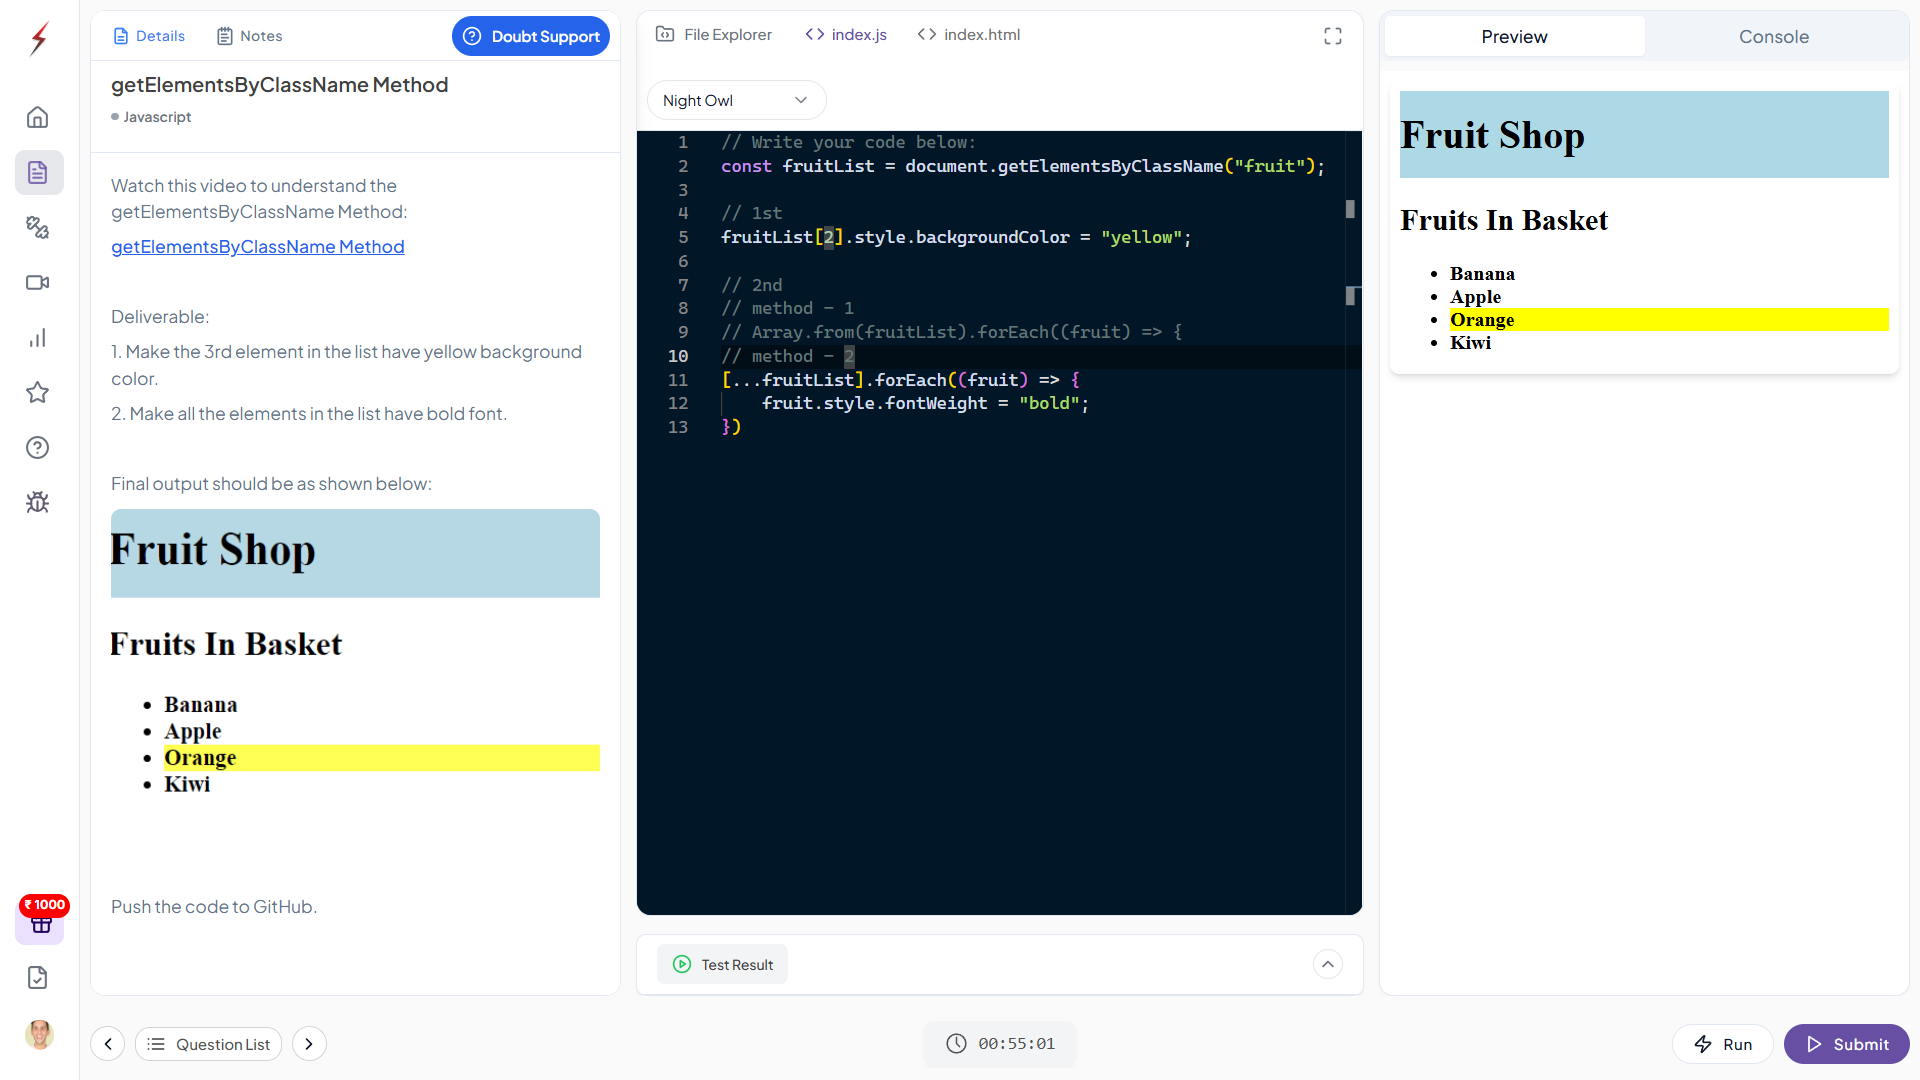 Details
Notes
Doubt Support
getElementsByClassName Method
Javascript
Watch this video to understand the
getElementsByClassName Method:
getElementsByClassName Method
Deliverable:
1. Make the 3rd element in the list have yellow background
color.
2. Make all the elements in the list have bold font.
Final output should be as shown below:
Fruit Shop
Fruits In Basket
Banana
Apple
Orange
Kiwi
Push the code to GitHub.
₹ 1000
Question List
File Explorer
index.js
index.html
Night Owl
1 // Write your code below:
2 const fruitList = document.getElementsByClassName("fruit");
3
4 // 1st
5 fruitList[2].style.backgroundColor = "yellow";
6
7 // 2nd
8 // method - 1
9 // Array.from(fruitList).forEach((fruit) => {
10 // method - 2
11 [...fruitList].forEach((fruit) => {
12 fruit.style.fontWeight = "bold";
13 })
Test Result
00:55:01
Preview
Console
Fruit Shop
Fruits In Basket
Banana
Apple
Orange
Kiwi
Run
Submit